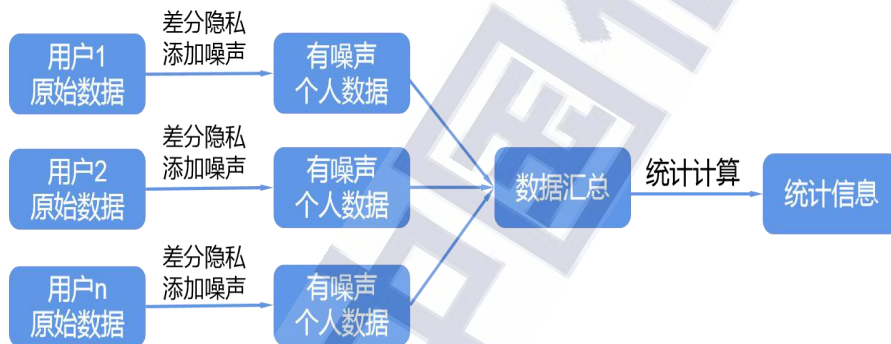 用户1
原始数据
差分隐私
添加噪声
有噪声
个人数据
用户2
原始数据
差分隐私
添加噪声
有噪声
个人数据
数据汇总
统计计算
统计信息
用户n
原始数据
差分隐私
添加噪声
有噪声
个人数据
中国